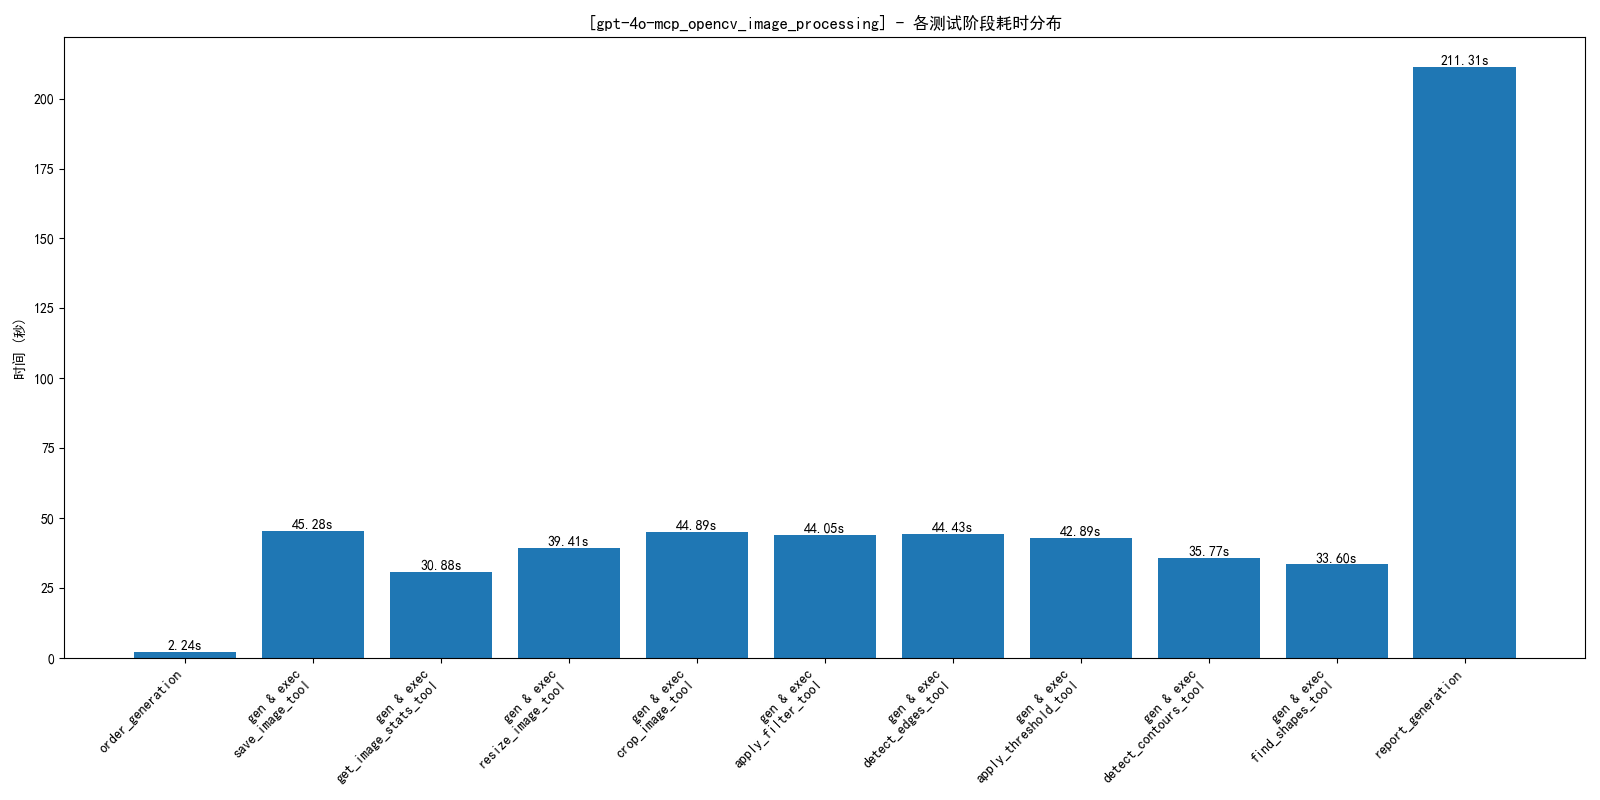 [gpt-4o-mcp_opencv_image_processing] - 各测试阶段耗时分布
时间 (秒)
200
175
150
125
100
75
50
25
0
2.24s
45.28s
30.88s
39.41s
44.89s
44.05s
44.43s
42.89s
35.77s
33.60s
211.31s
order_generation
gen & exec
save_image_tool
gen & exec
get_image_stats_tool
gen & exec
resize_image_tool
gen & exec
crop_image_tool
gen & exec
apply_filter_tool
gen & exec
detect_edges_tool
gen & exec
apply_threshold_tool
gen & exec
detect_contours_tool
gen & exec
find_shapes_tool
report_generation